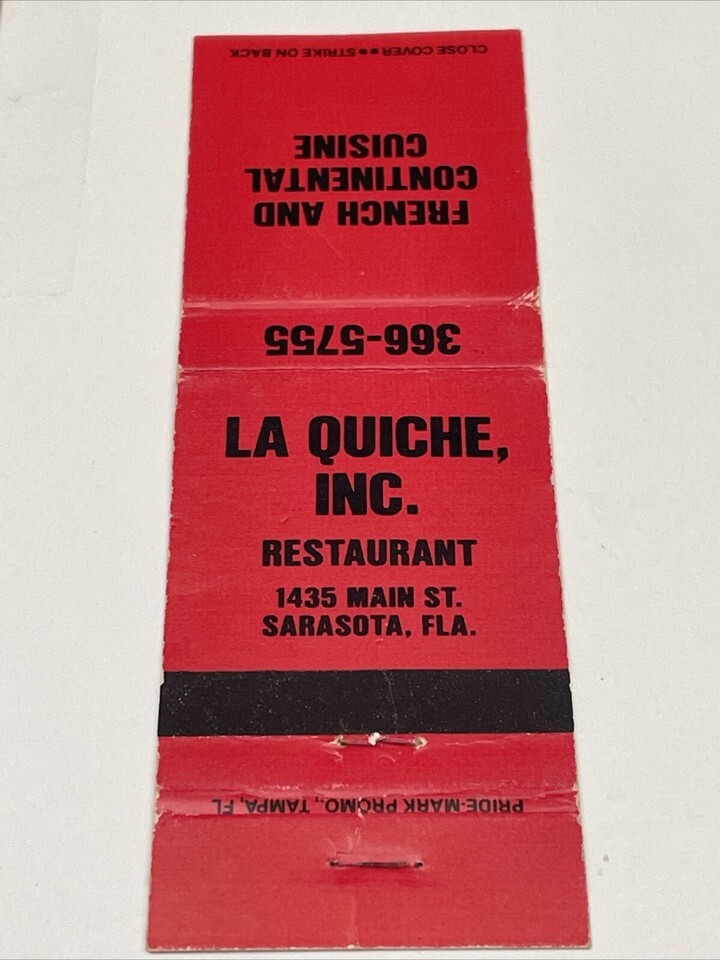 CLOSE COVER●●STRIKE ON BACK
FRENCH AND
CONTINENTAL
CUISINE
366-5755
LA QUICHE,
INC.
RESTAURANT
1435 MAIN ST.
SARASOTA, FLA.
PRIDE-MARK PROMO., TAMPA, FL